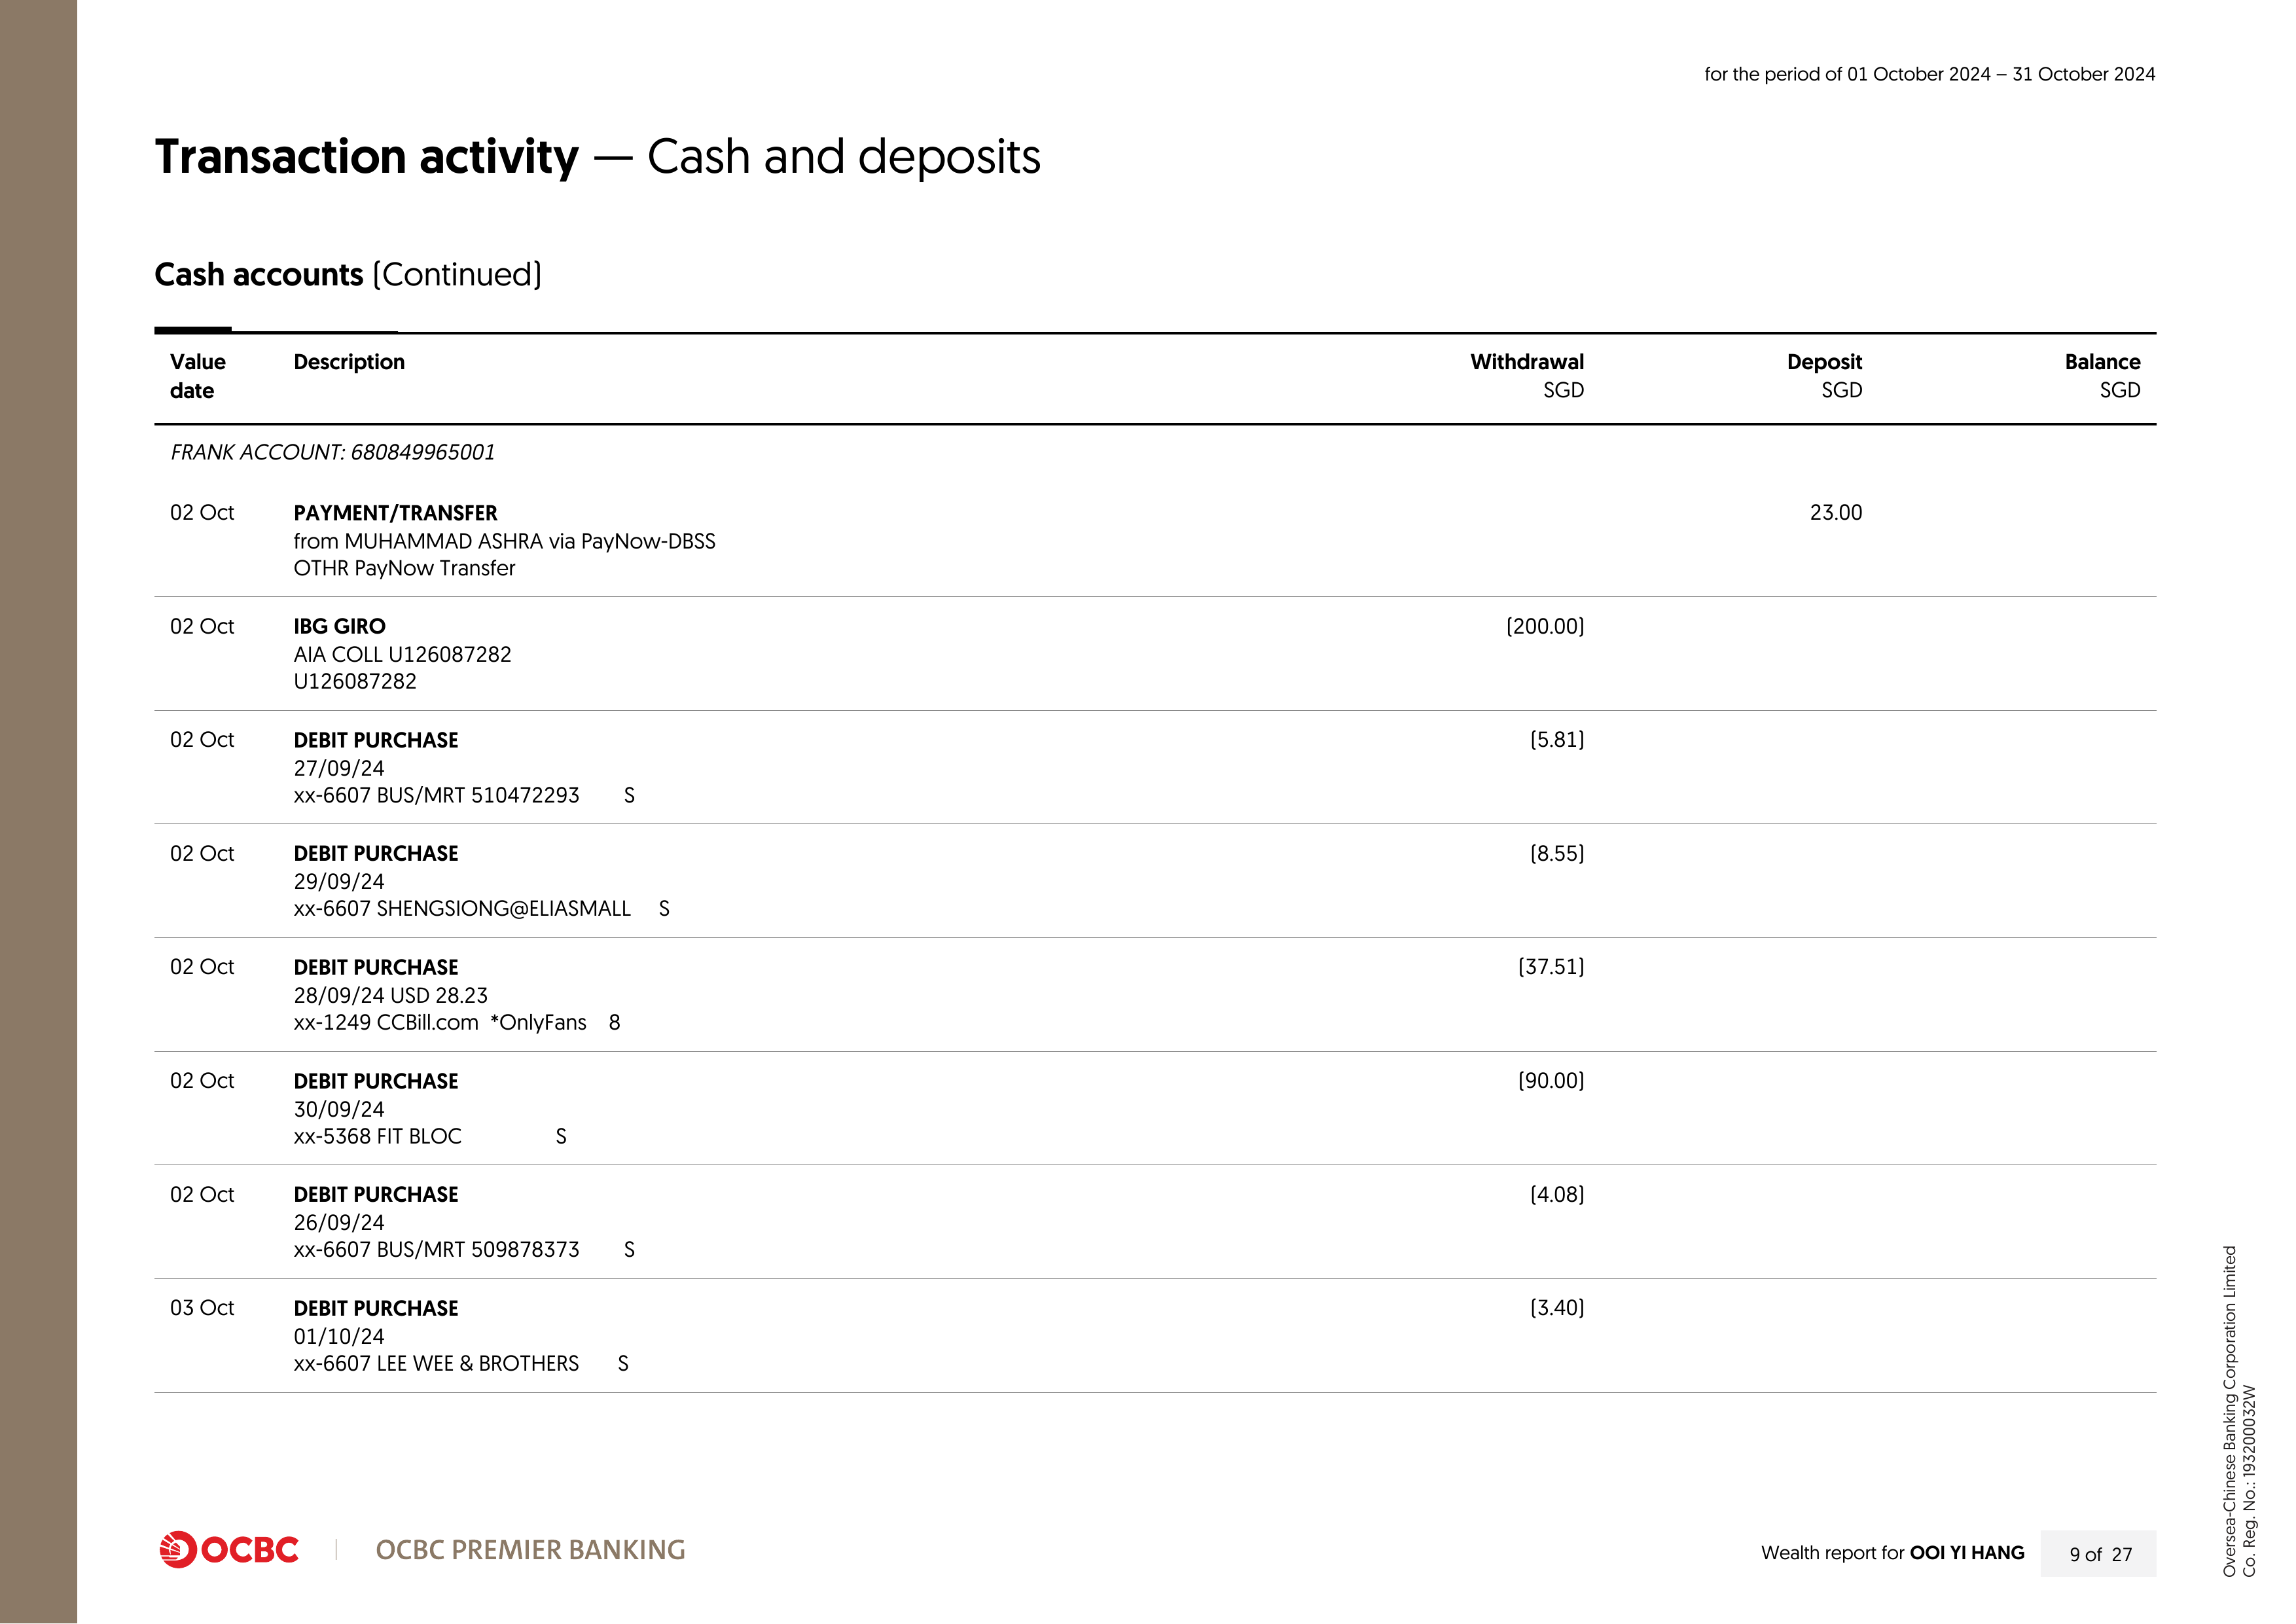 for the period of 01 October 2024 – 31 October 2024
Transaction activity — Cash and deposits
Cash accounts (Continued)
Value date Description Withdrawal SGD Deposit SGD Balance SGD
FRANK ACCOUNT: 680849965001
02 Oct PAYMENT/TRANSFER 23.00
from MUHAMMAD ASHRA via PayNow-DBSS
OTHR PayNow Transfer
02 Oct IBG GIRO (200.00)
AIA COLL U126087282
U126087282
02 Oct DEBIT PURCHASE (5.81)
27/09/24
xx-6607 BUS/MRT 510472293 S
02 Oct DEBIT PURCHASE (8.55)
29/09/24
xx-6607 SHENGSIONG@ELIASMALL S
02 Oct DEBIT PURCHASE (37.51)
28/09/24 USD 28.23
xx-1249 CCBill.com *OnlyFans 8
02 Oct DEBIT PURCHASE (90.00)
30/09/24
xx-5368 FIT BLOC S
02 Oct DEBIT PURCHASE (4.08)
26/09/24
xx-6607 BUS/MRT 509878373 S
03 Oct DEBIT PURCHASE (3.40)
01/10/24
xx-6607 LEE WEE & BROTHERS S
OCBC OCBC PREMIER BANKING
Wealth report for OOI YI HANG 9 of 27
Oversea-Chinese Banking Corporation Limited
Co. Reg. No.: 193200032W